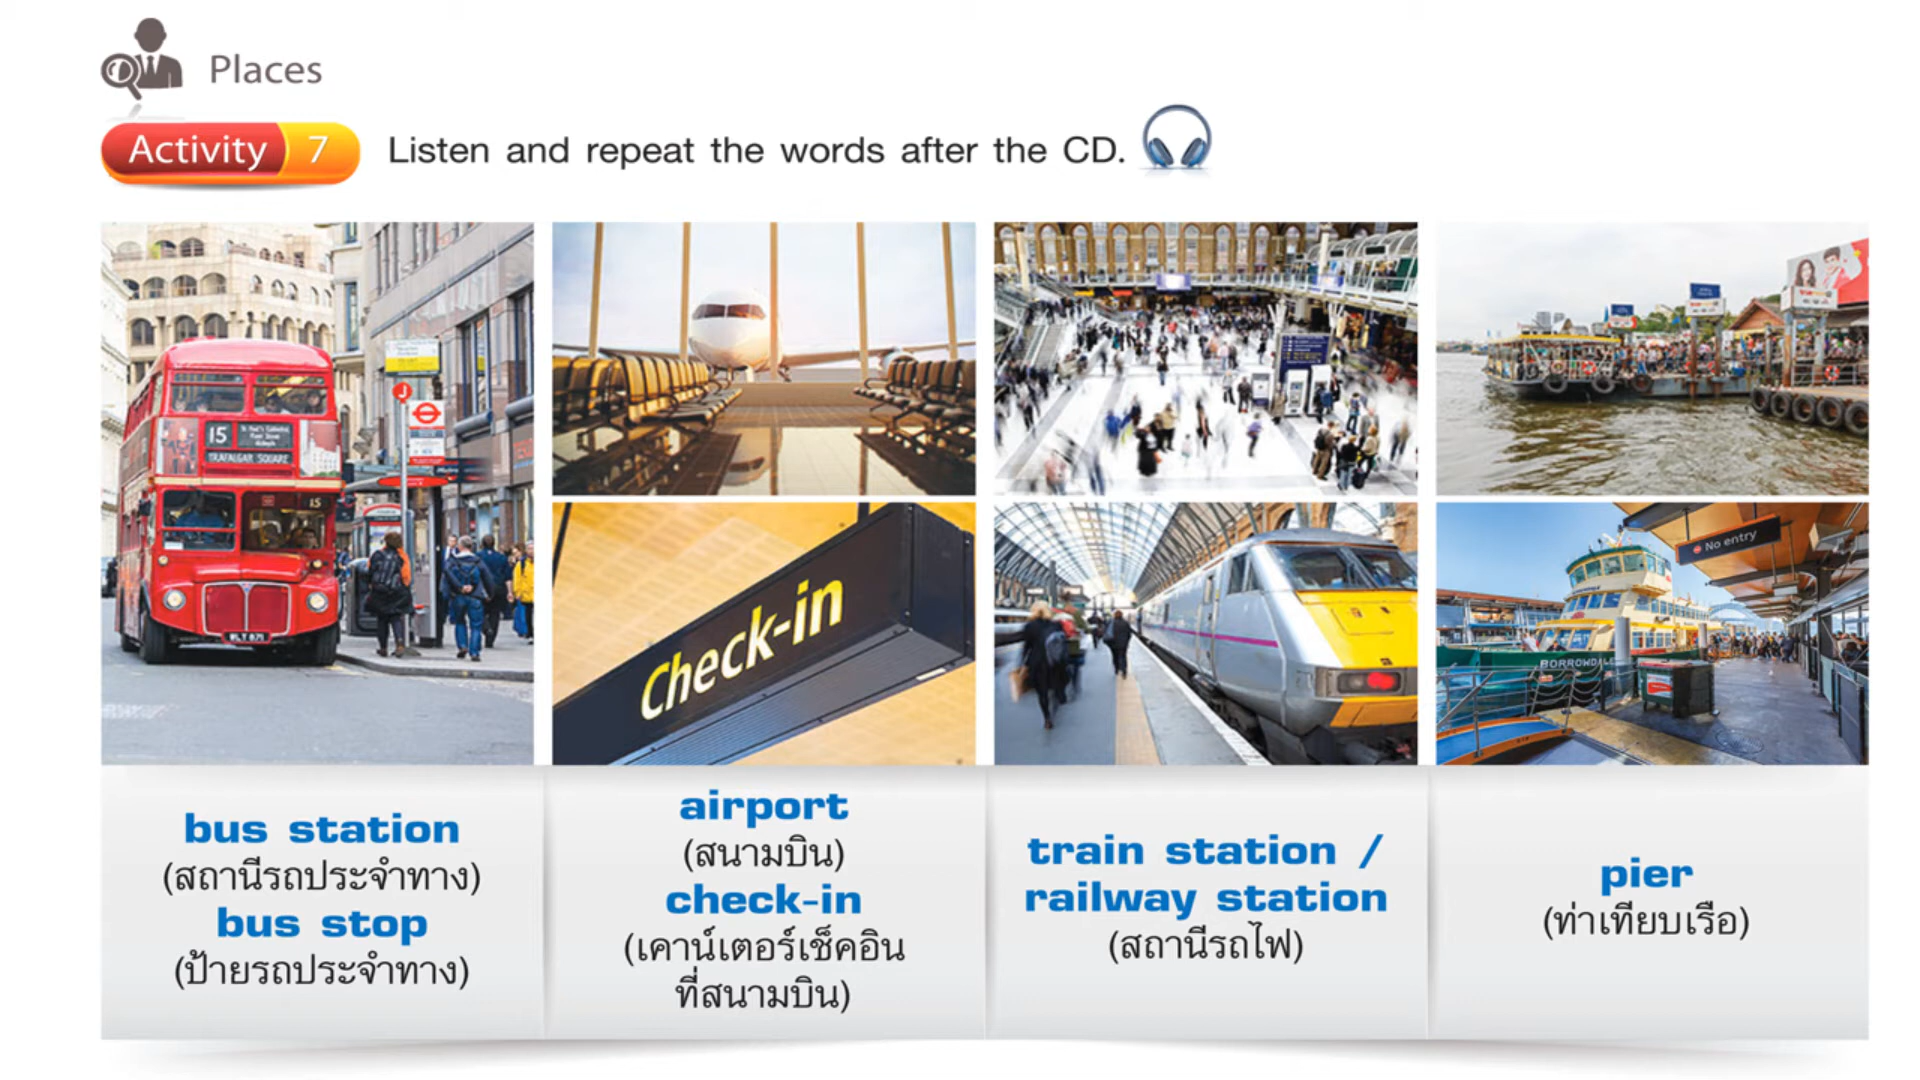 Places
Activity 7
Listen and repeat the words after the CD.
15
TRAFALGAR SQUARE
15
J
Check-in
No entry
BORROWDALE
bus station
(สถานีรถประจำทาง)
bus stop
(ป้ายรถประจำทาง)
airport
(สนามบิน)
check-in
(เคาน์เตอร์เช็คอิน
ที่สนามบิน)
train station /
railway station
(สถานีรถไฟ)
pier
(ท่าเทียบเรือ)